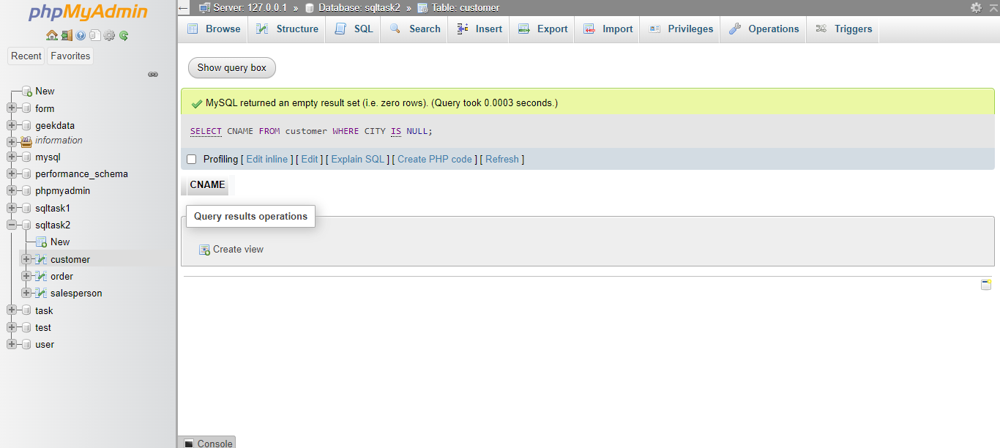 phpMyAdmin
Recent Favorites
New
form
geekdata
information
mysql
performance_schema
phpmyadmin
sqltask1
sqltask2
New
customer
order
salesperson
task
test
user
Server: 127.0.0.1 » Database: sqltask2 » Table: customer
Browse Structure SQL Search Insert Export Import Privileges Operations Triggers
Show query box
MySQL returned an empty result set (i.e. zero rows). (Query took 0.0003 seconds.)
SELECT CNAME FROM customer WHERE CITY IS NULL;
Profiling [ Edit inline ] [ Edit ] [ Explain SQL ] [ Create PHP code ] [ Refresh ]
CNAME
Query results operations
Create view
Console